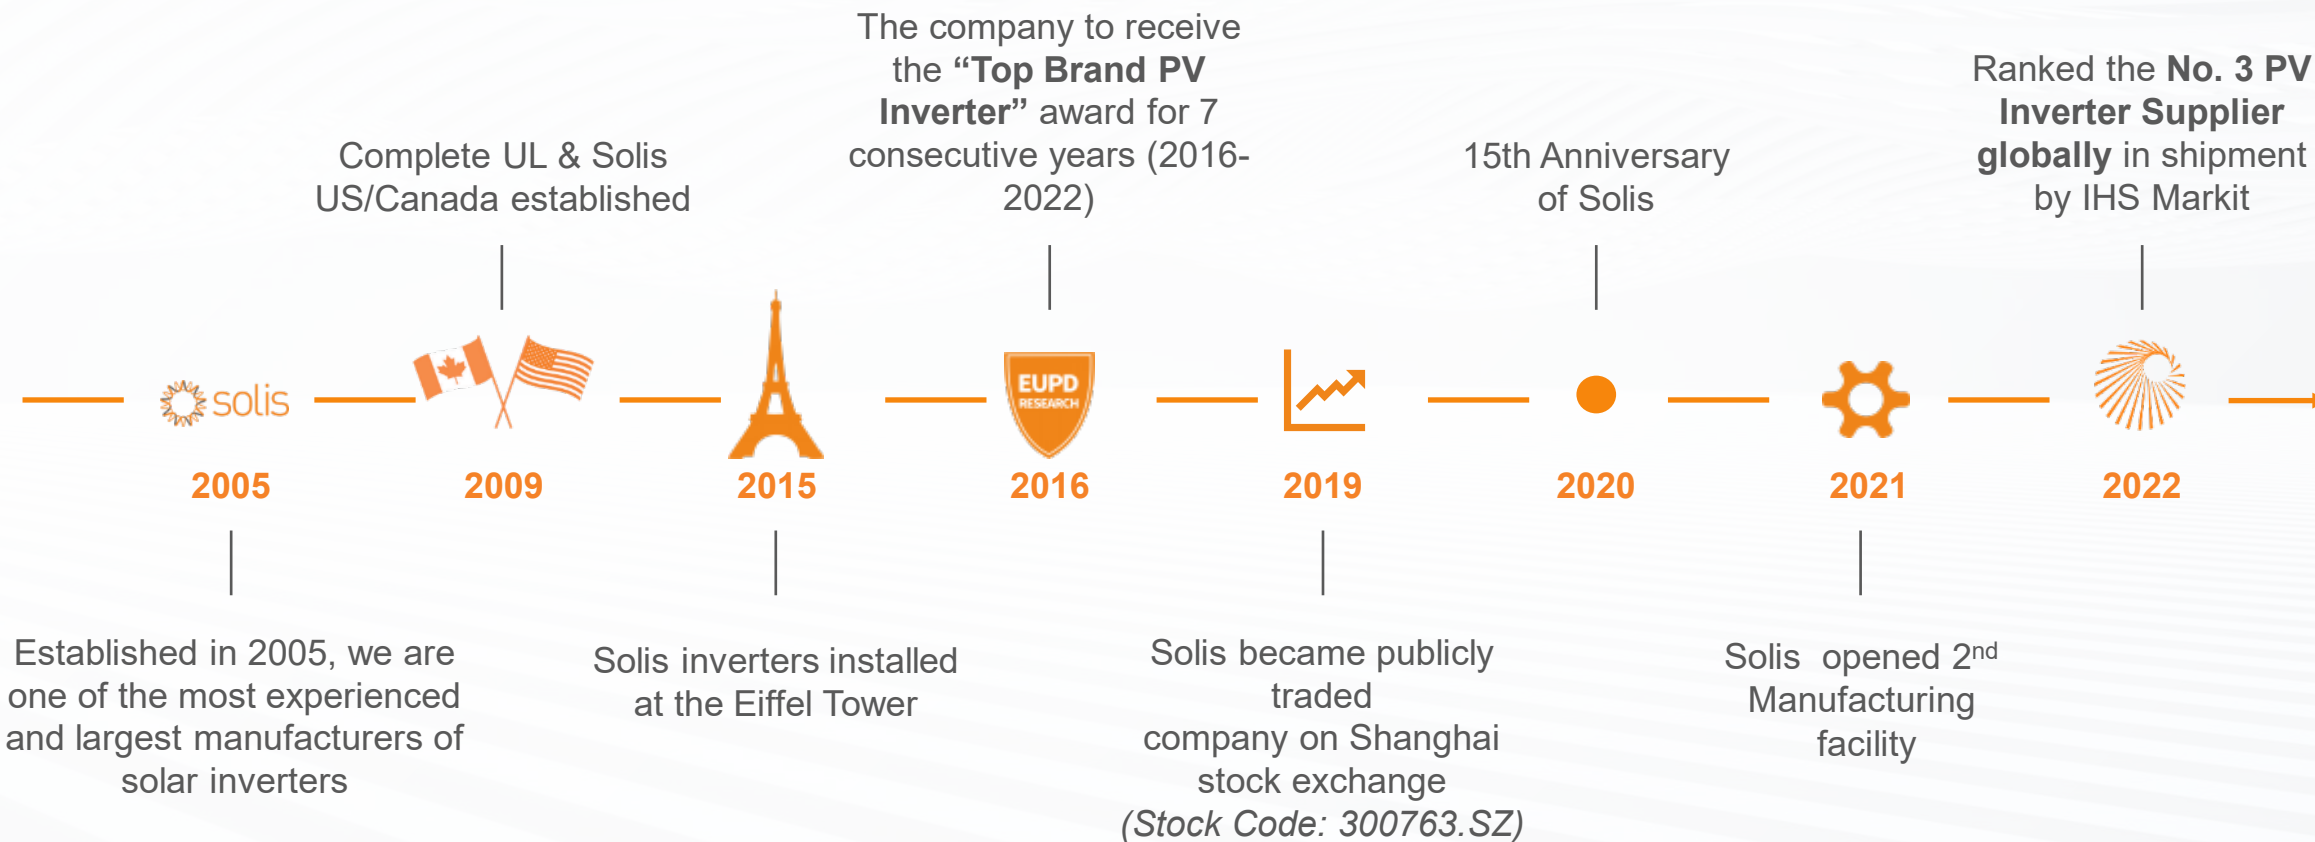 The company to receive
the “Top Brand PV
Inverter” award for 7
consecutive years (2016-
2022)
Ranked the No. 3 PV
Inverter Supplier
globally in shipment
by IHS Markit
Complete UL & Solis
US/Canada established
15th Anniversary
of Solis
solis
EUPD
RESEARCH
2005
2009
2015
2016
2019
2020
2021
2022
Established in 2005, we are
one of the most experienced
and largest manufacturers of
solar inverters
Solis inverters installed
at the Eiffel Tower
Solis became publicly
traded
company on Shanghai
stock exchange
(Stock Code: 300763.SZ)
Solis opened 2nd
Manufacturing
facility